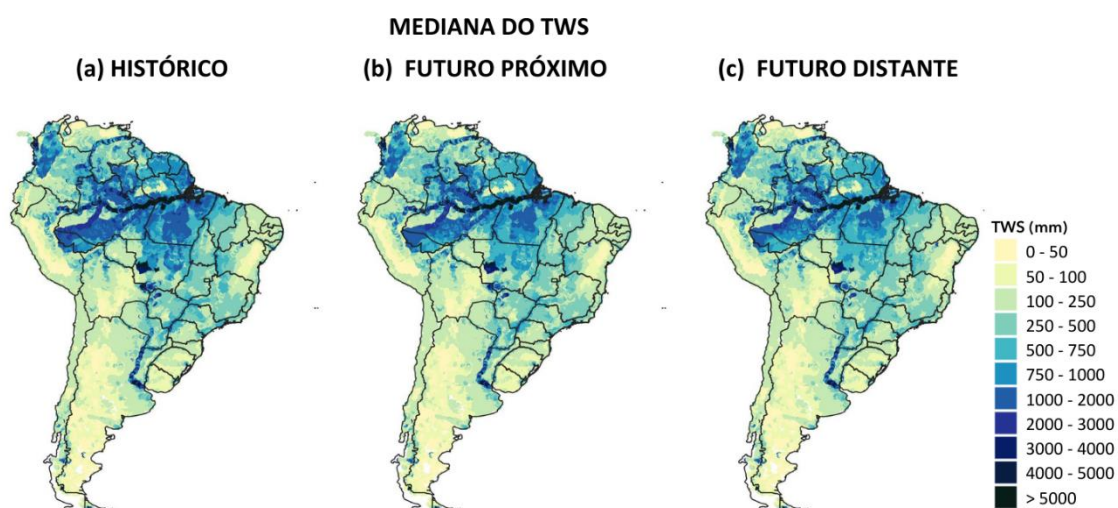 MEDIANA DO TWS
(a) HISTÓRICO
(b) FUTURO PRÓXIMO
(c) FUTURO DISTANTE
TWS (mm)
0 - 50
50 - 100
100 - 250
250 - 500
500 - 750
750 - 1000
1000 - 2000
2000 - 3000
3000 - 4000
4000 - 5000
> 5000